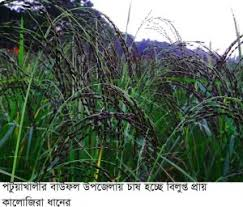 পটুয়াখালীর বাউফল উপজেলায় চাষ হচ্ছে বিলুপ্ত প্রায়
কালোজিরা ধানের